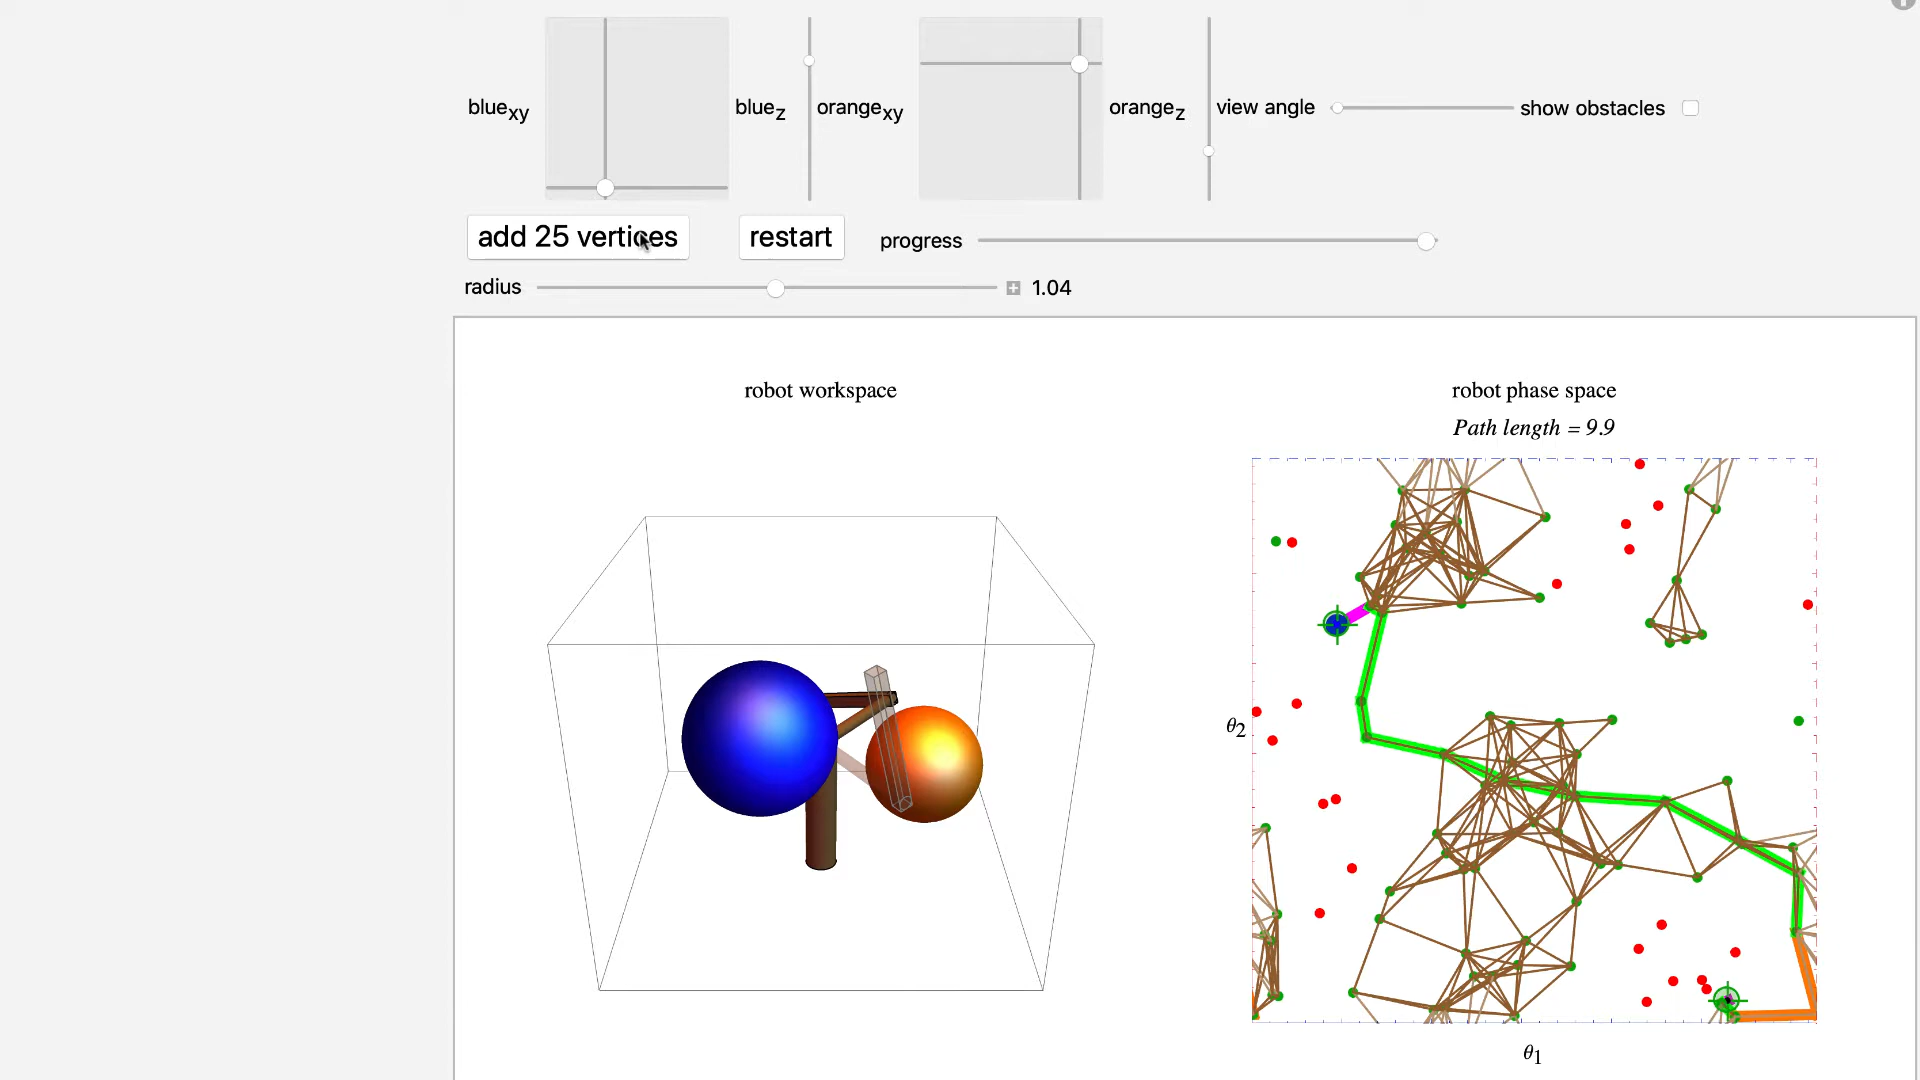 blue_xy blue_z orange_xy orange_z view angle show obstacles
add 25 vertices restart progress
radius 1.04
robot workspace
robot phase space
Path length = 9.9
θ2
θ1